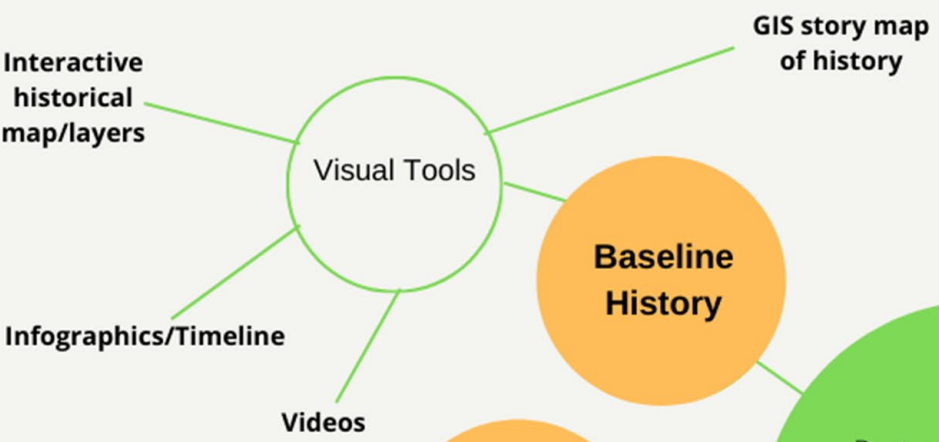 GIS story map
of history
Interactive
historical
map/layers
Visual Tools
Baseline
History
Infographics/Timeline
Videos